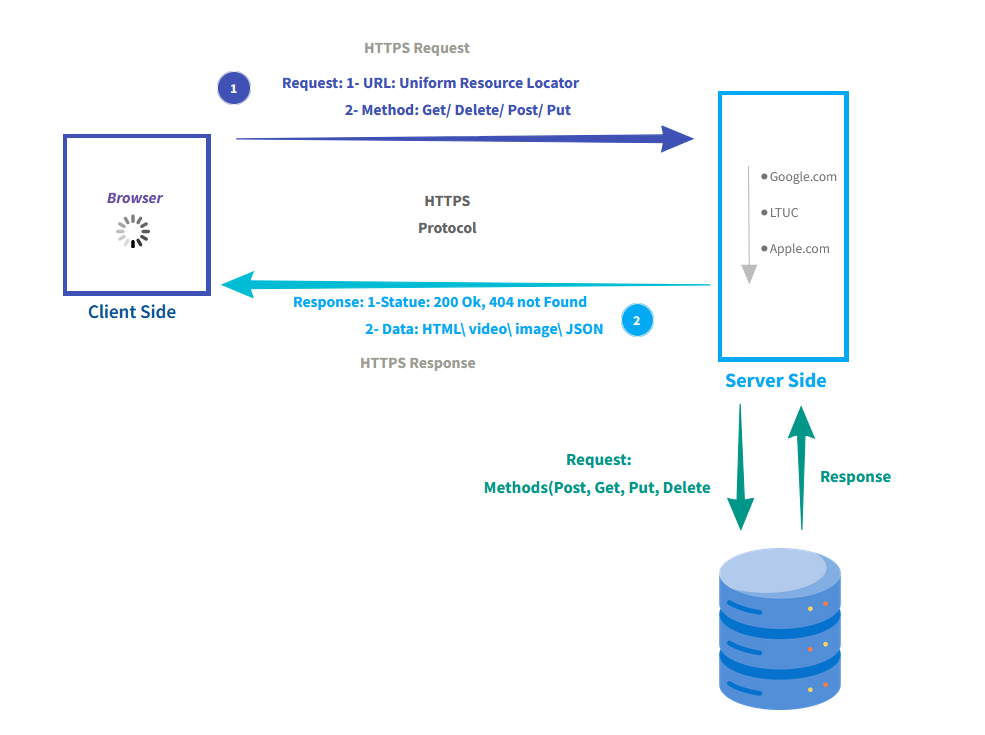 HTTPS Request
1
Request: 1- URL: Uniform Resource Locator
2- Method: Get/ Delete/ Post/ Put
Browser
HTTPS
Protocol
• Google.com
• LTUC
• Apple.com
Client Side
Response: 1-Statue: 200 Ok, 404 not Found
2- Data: HTML\ video\ image\ JSON
2
HTTPS Response
Server Side
Request:
Methods(Post, Get, Put, Delete
Response